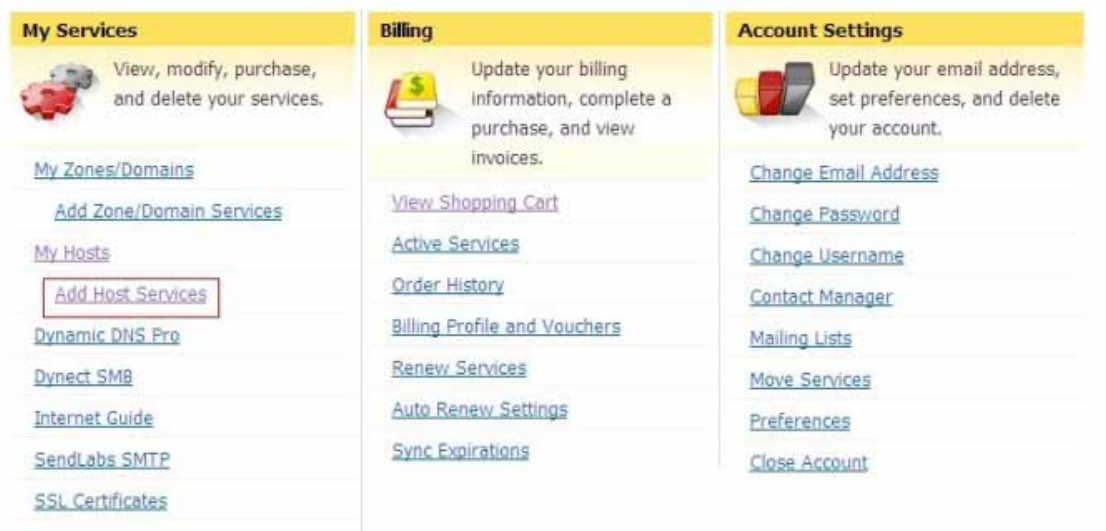 My Services
View, modify, purchase,
and delete your services.
My Zones/Domains
Add Zone/Domain Services
My Hosts
Add Host Services
Dynamic DNS Pro
Dynect SMB
Internet Guide
SendLabs SMTP
SSL Certificates
Billing
Update your billing
information, complete a
purchase, and view
invoices.
View Shopping Cart
Active Services
Order History
Billing Profile and Vouchers
Renew Services
Auto Renew Settings
Sync Expirations
Account Settings
Update your email address,
set preferences, and delete
your account.
Change Email Address
Change Password
Change Username
Contact Manager
Mailing Lists
Move Services
Preferences
Close Account